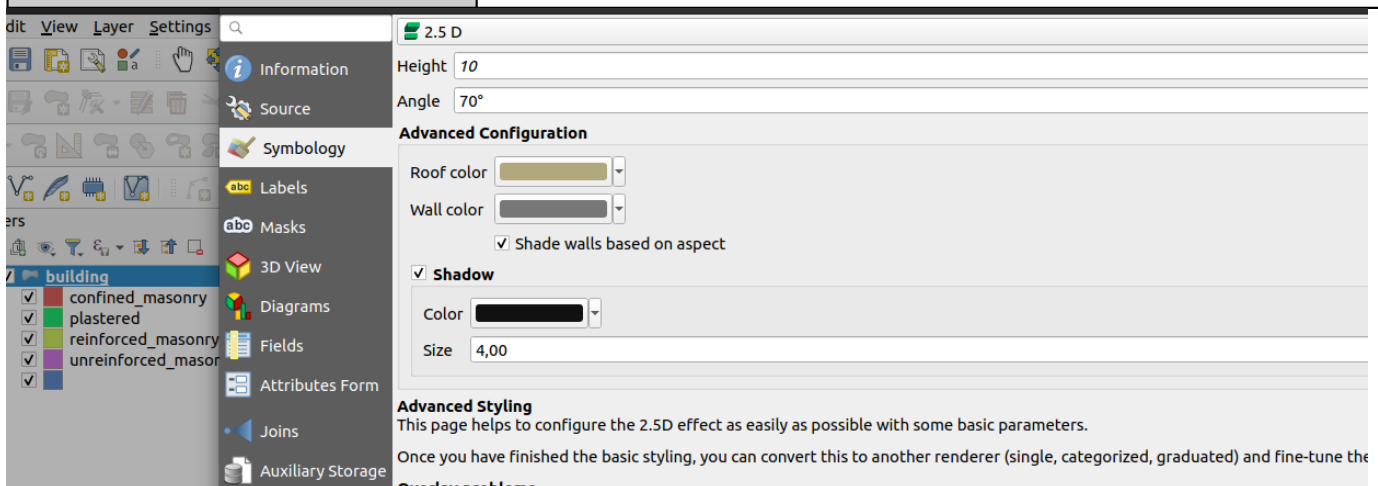 dit View Layer Settings
Information
Source
Symbology
abc Labels
abc Masks
3D View
Diagrams
Fields
Attributes Form
Joins
Auxiliary Storage
ers
building
confined_masonry
plastered
reinforced_masonry
unreinforced_mason
2.5 D
Height 10
Angle 70°
Advanced Configuration
Roof color
Wall color
Shade walls based on aspect
Shadow
Color
Size 4,00
Advanced Styling
This page helps to configure the 2.5D effect as easily as possible with some basic parameters.
Once you have finished the basic styling, you can convert this to another renderer (single, categorized, graduated) and fine-tune the
Overlay problems